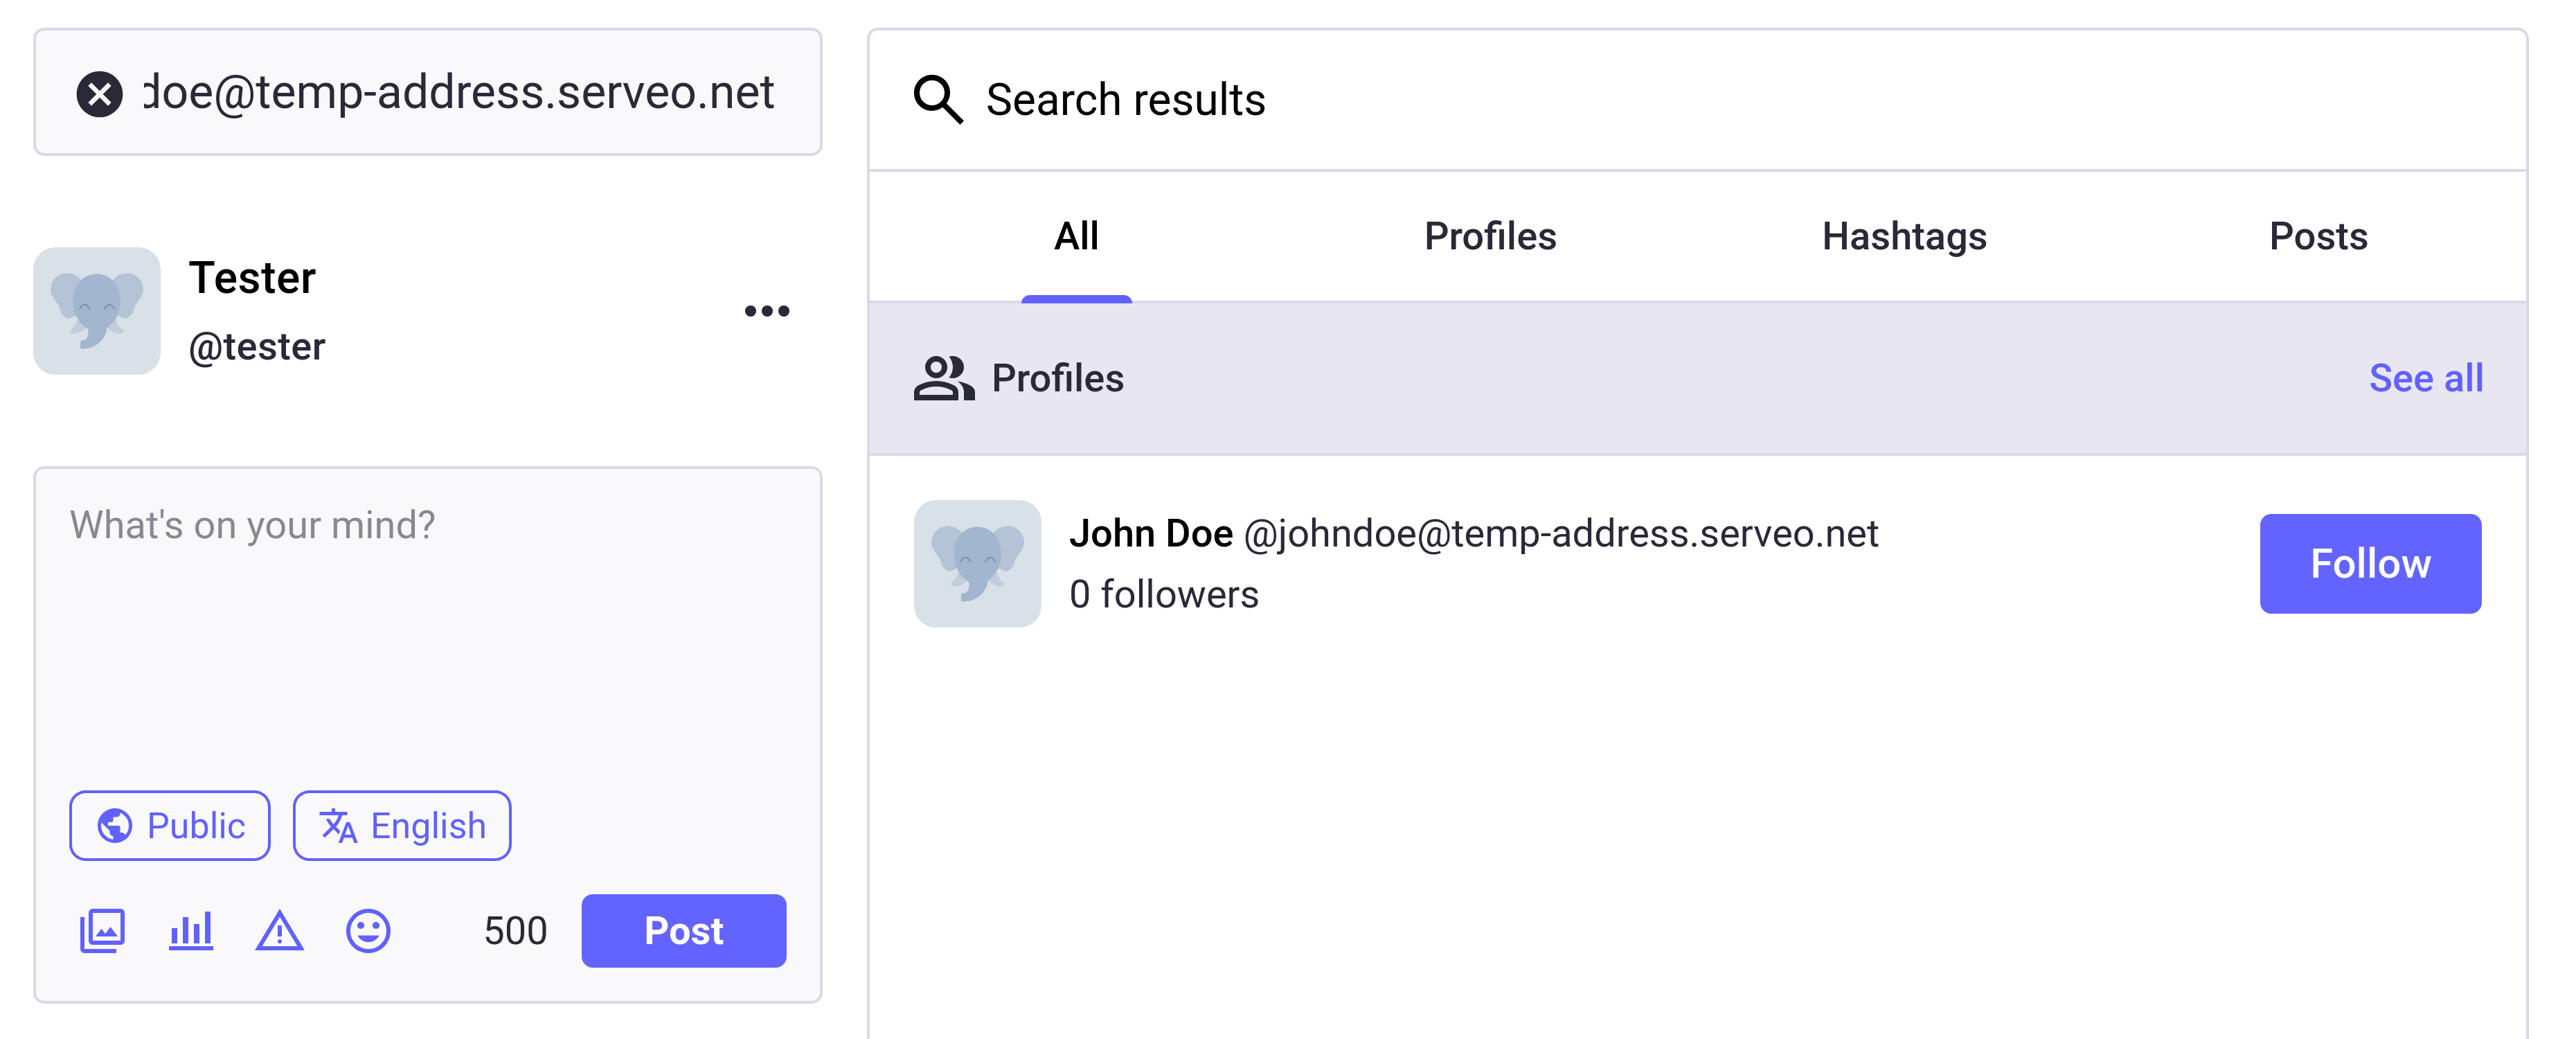 doe@temp-address.serveo.net
Tester
@tester
What's on your mind?
Public
English
500
Post
Search results
All
Profiles
Hashtags
Posts
Profiles
See all
John Doe @johndoe@temp-address.serveo.net
0 followers
Follow